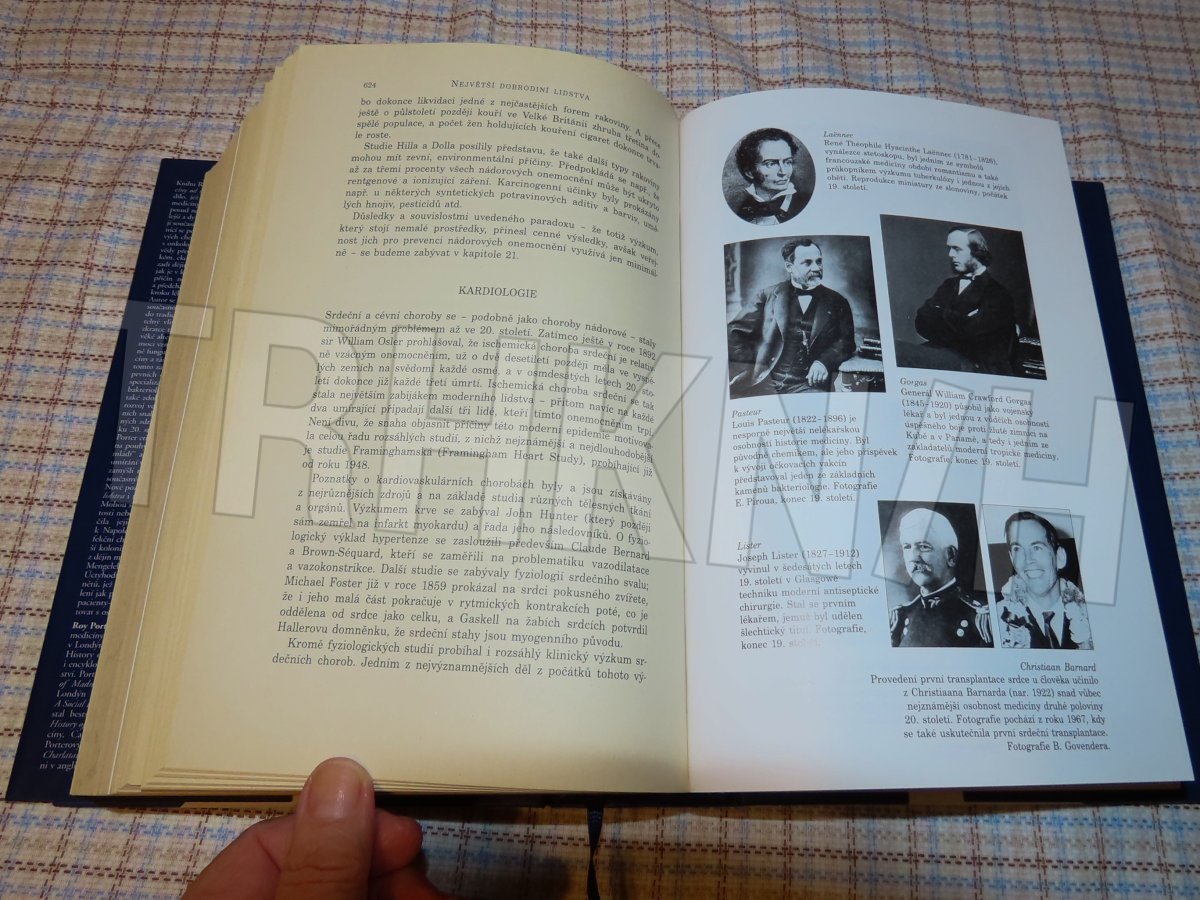 624
NEJVĚTŠÍ DOBRODINÍ LIDSTVA
bo dokonce likvidaci jedné z nejčastějších forem rakoviny. A přece
ještě o půlstoletí později kouří ve Velké Británii zhruba třetina do-
spělé populace, a počet žen holdujících kouření cigaret dokonce trva-
le roste.
Studie Hilla a Dolla posílily představu, že také další typy rakoviny
mohou mít zevní, environmentální příčiny. Předpokládá se např., že
až za třemi procenty všech nádorových onemocnění může být ukryto
rentgenové a ionizující záření. Karcinogenní účinky byly prokázány
např. u některých syntetických potravinových aditiv a barviv, umě-
lých hnojiv, pesticidů atd.
Důsledky a souvislostmi uvedeného paradoxu – že totiž výzkum,
který stojí nemalé prostředky, přinesl cenné výsledky, avšak veřej-
nost jich pro prevenci nádorových onemocnění využívá jen minimál-
ně – se budeme zabývat v kapitole 21.
KARDIOLOGIE
Srdeční a cévní choroby se – podobně jako choroby nádorové – staly
mimořádným problémem až ve 20. století. Zatímco ještě v roce 1892
sir William Osler prohlašoval, že ischemická choroba srdeční je relativ-
ně vzácným onemocněním, už o dvě desetiletí později měla ve vyspě-
lých zemích na svědomí každé osmé, a v osmdesátých letech 20. sto-
letí dokonce již každé třetí úmrtí. Ischemická choroba srdeční se tak
stala největším zabijákem moderního lidstva – přitom navíc na každé
dva umírající připadají další tři lidé, kteří tímto onemocněním trpí.
Není divu, že snaha objasnit příčiny této moderní epidemie motivova-
la celou řadu rozsáhlých studií, z nichž nejznámější a nejdlouhodobější
je studie Framinghamská (Framingham Heart Study), probíhající již
od roku 1948.
Poznatky o kardiovaskulárních chorobách byly a jsou získávány
z nejrůznějších zdrojů a na základě studia různých tělesných tkání
a orgánů. Výzkumem krve se zabýval John Hunter (který později
sám zemřel na infarkt myokardu) a řada jeho následovníků. O fyzio-
logický výklad hypertenze se zasloužili především Claude Bernard
a Brown-Séquard, kteří se zaměřili na problematiku vazodilatace
a vazokonstrikce. Další studie se zabývaly fyziologií srdečního svalu;
Michael Foster již v roce 1859 prokázal na srdci pokusného zvířete,
že i jeho malá část pokračuje v rytmických kontrakcích poté, co je
oddělena od srdce jako celku, a Gaskell na žabích srdcích potvrdil
Hallerovu domněnku, že srdeční stahy jsou myogenního původu.
Kromě fyziologických studií probíhal i rozsáhlý klinický výzkum sr-
dečních chorob. Jedním z nejvýznamnějších děl z počátků tohoto vý-
Laënnec
René Théophile Hyacinthe Laënnec (1781–1826),
vynálezce stetoskopu, byl jedním ze symbolů
francouzské medicíny období romantismu a také
průkopníkem výzkumu tuberkulózy i jednou z jejích
obětí. Reprodukce miniatury ze slonoviny, počátek
19. století.
Pasteur
Louis Pasteur (1822–1896) je
nesporně největší nelékařskou
osobností historie medicíny. Byl
původně chemikem, ale jeho příspěvek
k vývoji očkovacích vakcín
představoval jeden ze základních
kamenů bakteriologie. Fotografie
E. Piroua, konec 19. století.
Gorgas
Generál William Crawford Gorgas
(1845–1920) působil jako vojenský
lékař a byl jednou z vůdčích osobností
úspěšného boje proti žluté zimnici na
Kubě a v Panamě, a tedy i jedním ze
zakladatelů moderní tropické medicíny.
Fotografie, konec 19. století.
Lister
Joseph Lister (1827–1912)
vyvinul v šedesátých letech
19. století v Glasgowě
techniku moderní antiseptické
chirurgie. Stal se prvním
lékařem, jemuž byl udělen
šlechtický titul. Fotografie,
konec 19. století.
Christiaan Barnard
Provedení první transplantace srdce u člověka učinilo
z Christiaana Barnarda (nar. 1922) snad vůbec
nejznámější osobnost medicíny druhé poloviny
20. století. Fotografie pochází z roku 1967, kdy
se také uskutečnila první srdeční transplantace.
Fotografie B. Govendera.
TRHKNIH